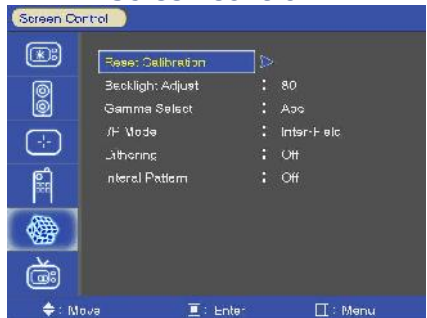 Screen Control
Reset Calibration
Backlight Adjust : 80
Gamma Select :
I/P Mode : Inter-Field
Dithering : Off
Internal Pattern : Off
: Move : Enter : Menu